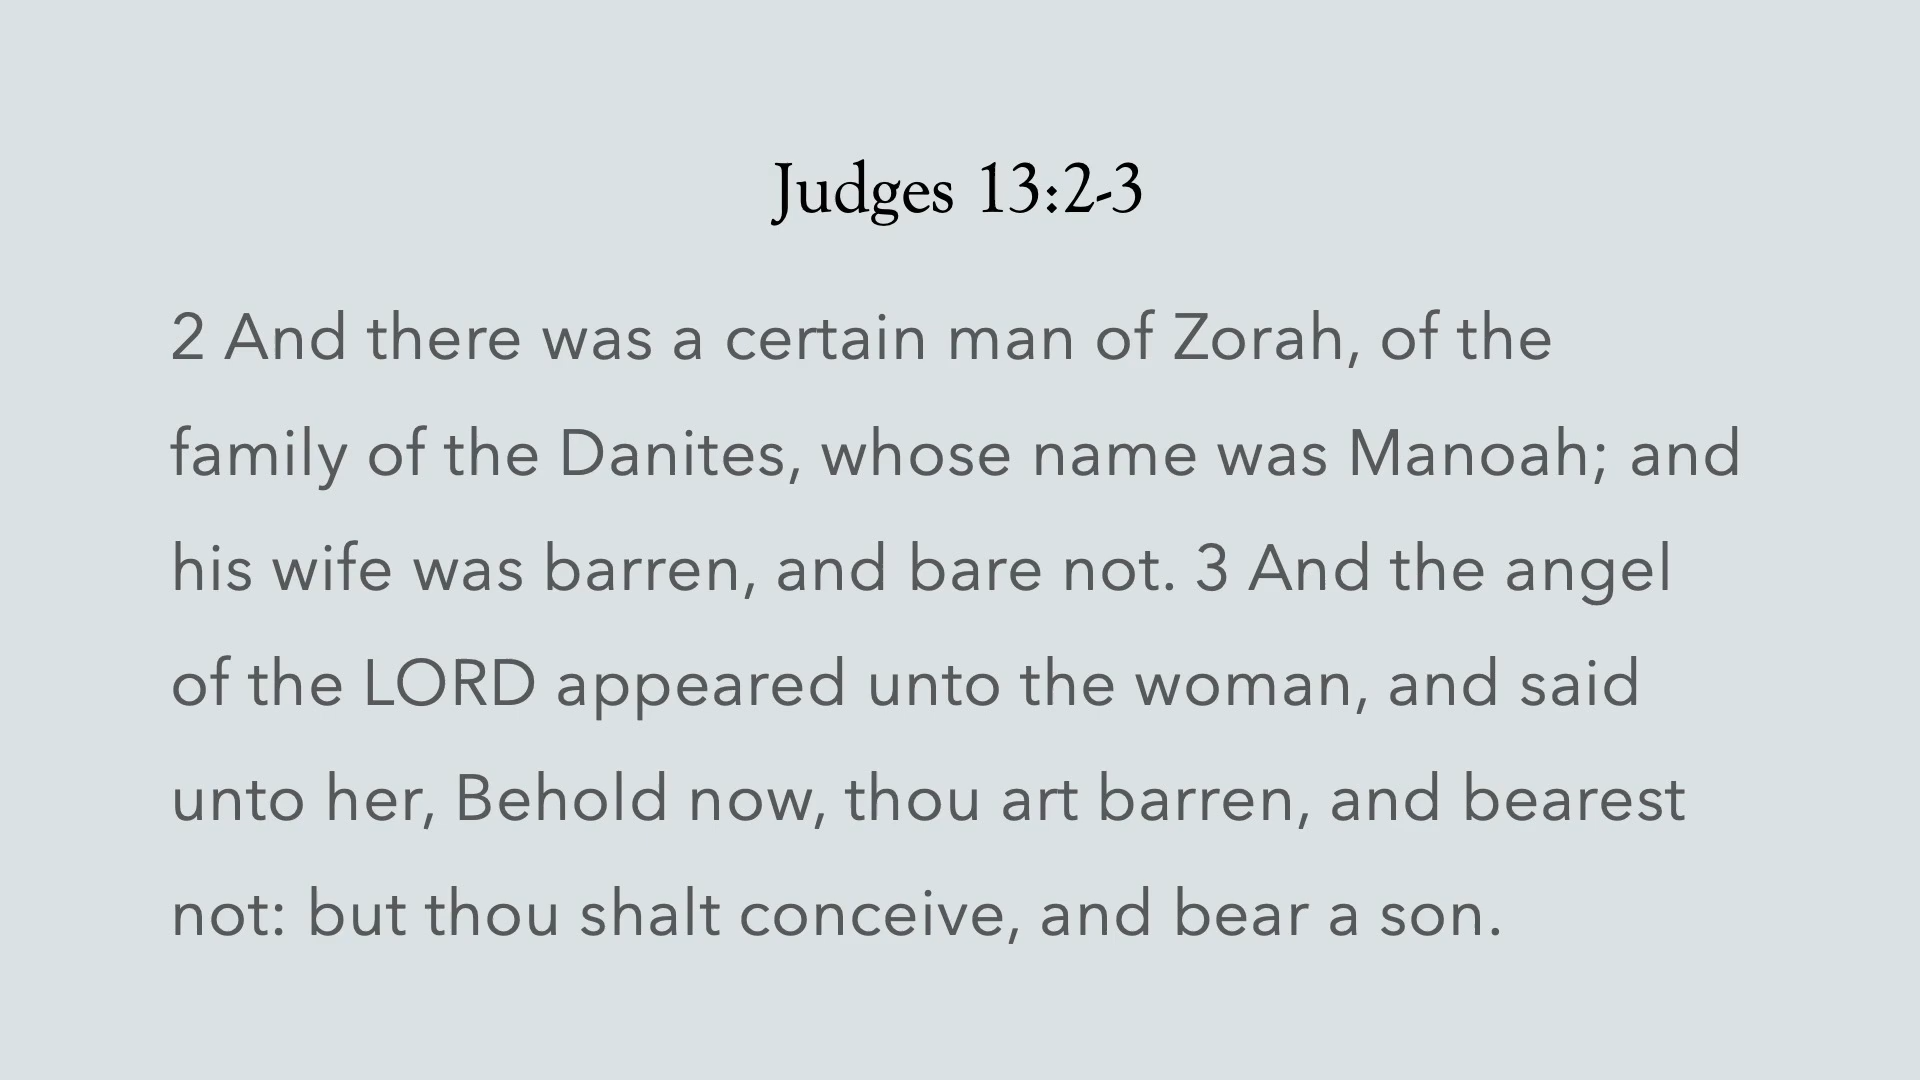 Judges 13:2-3
2 And there was a certain man of Zorah, of the
family of the Danites, whose name was Manoah; and
his wife was barren, and bare not. 3 And the angel
of the LORD appeared unto the woman, and said
unto her, Behold now, thou art barren, and bearest
not: but thou shalt conceive, and bear a son.